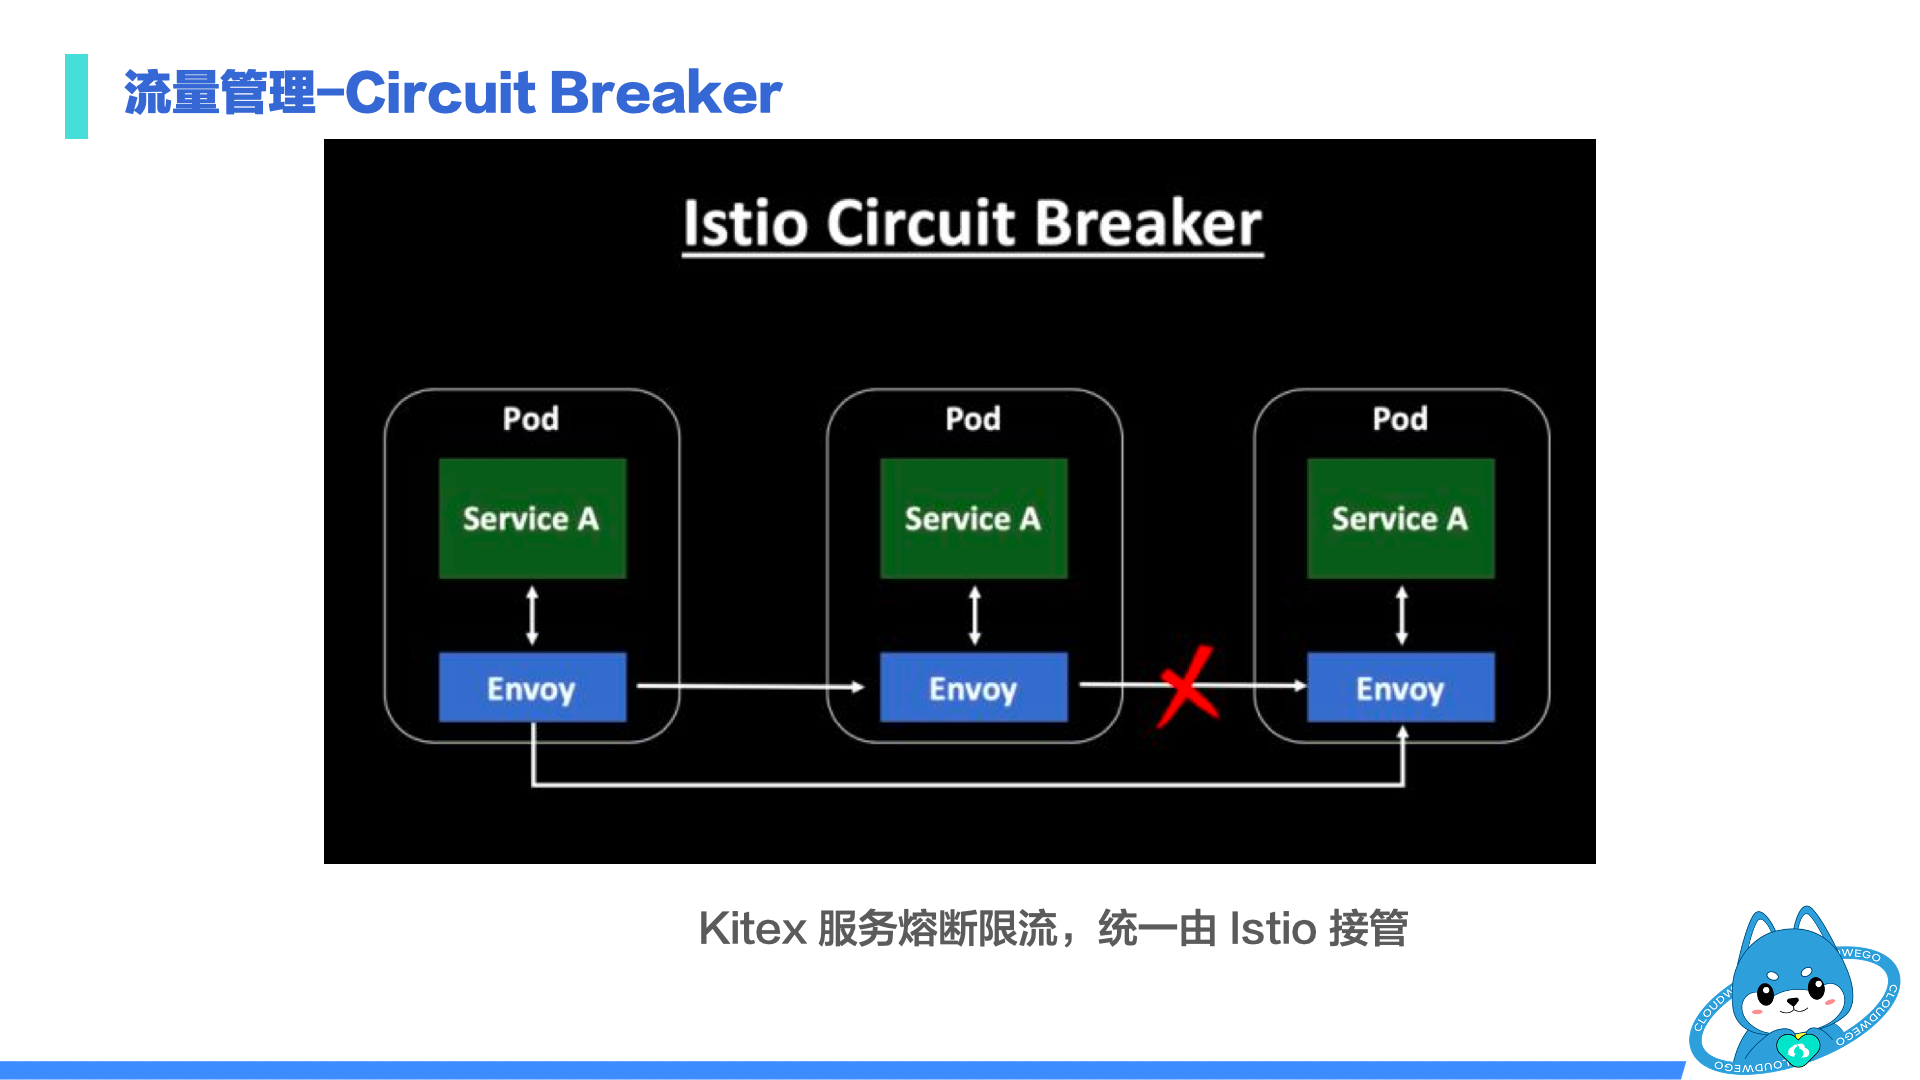 流量管理-Circuit Breaker
Istio Circuit Breaker
Pod
Pod
Pod
Service A
Service A
Service A
Envoy
Envoy
Envoy
Kitex 服务熔断限流，统一由 Istio 接管
CLOUDWEGO
CLOUDWEGO